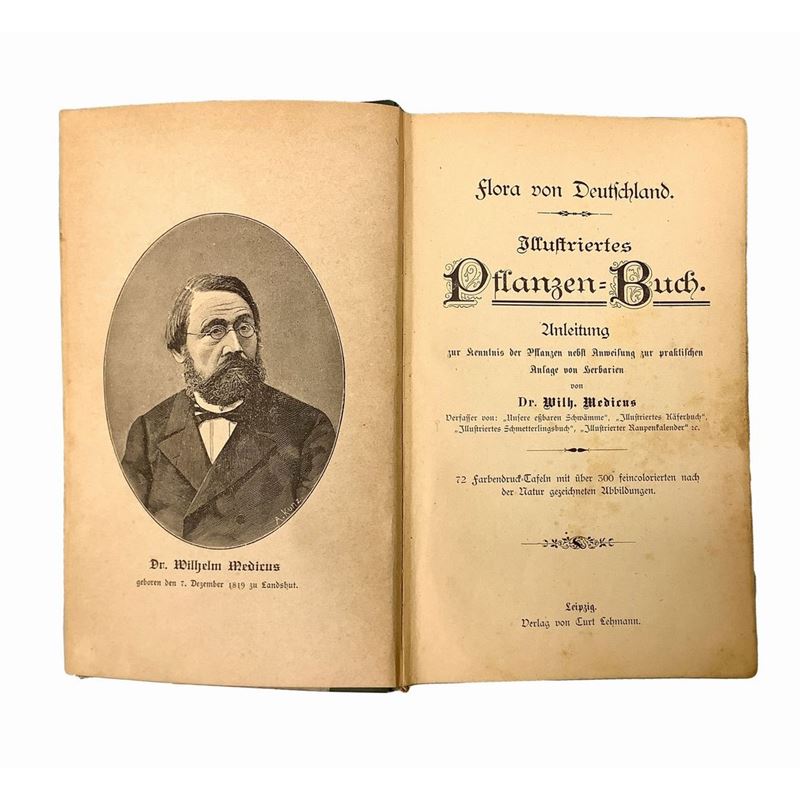 A. Kunz
Dr. Wilhelm Medicus
geboren den 7. Dezember 1819 zu Landshut.
Flora von Deutschland.
Illustriertes
Pflanzen-Buch.
Anleitung
zur Kenntnis der Pflanzen nebst Anweisung zur praktischen
Anlage von Herbarien
von
Dr. Wilh. Medicus
Verfasser von: „Unsere eßbaren Schwämme", „Illustriertes Käferbuch",
„Illustriertes Schmetterlingsbuch", „Illustrierter Raupenkalender" ꝛc.
72 Farbendruck-Tafeln mit über 300 feincolorierten nach
der Natur gezeichneten Abbildungen.
Leipzig.
Verlag von Curt Lehmann.